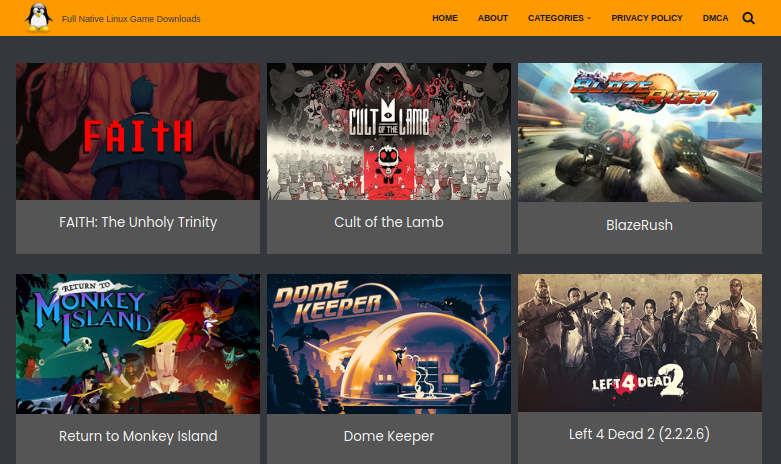 Full Native Linux Game Downloads
HOME ABOUT CATEGORIES PRIVACY POLICY DMCA
FAITH
CULT OF THE LAMB
BLAZE RUSH
FAITH: The Unholy Trinity
Cult of the Lamb
BlazeRush
RETURN TO
MONKEY
ISLAND
DOME
KEEPER
LEFT 4 DEAD 2
Return to Monkey Island
Dome Keeper
Left 4 Dead 2 (2.2.2.6)